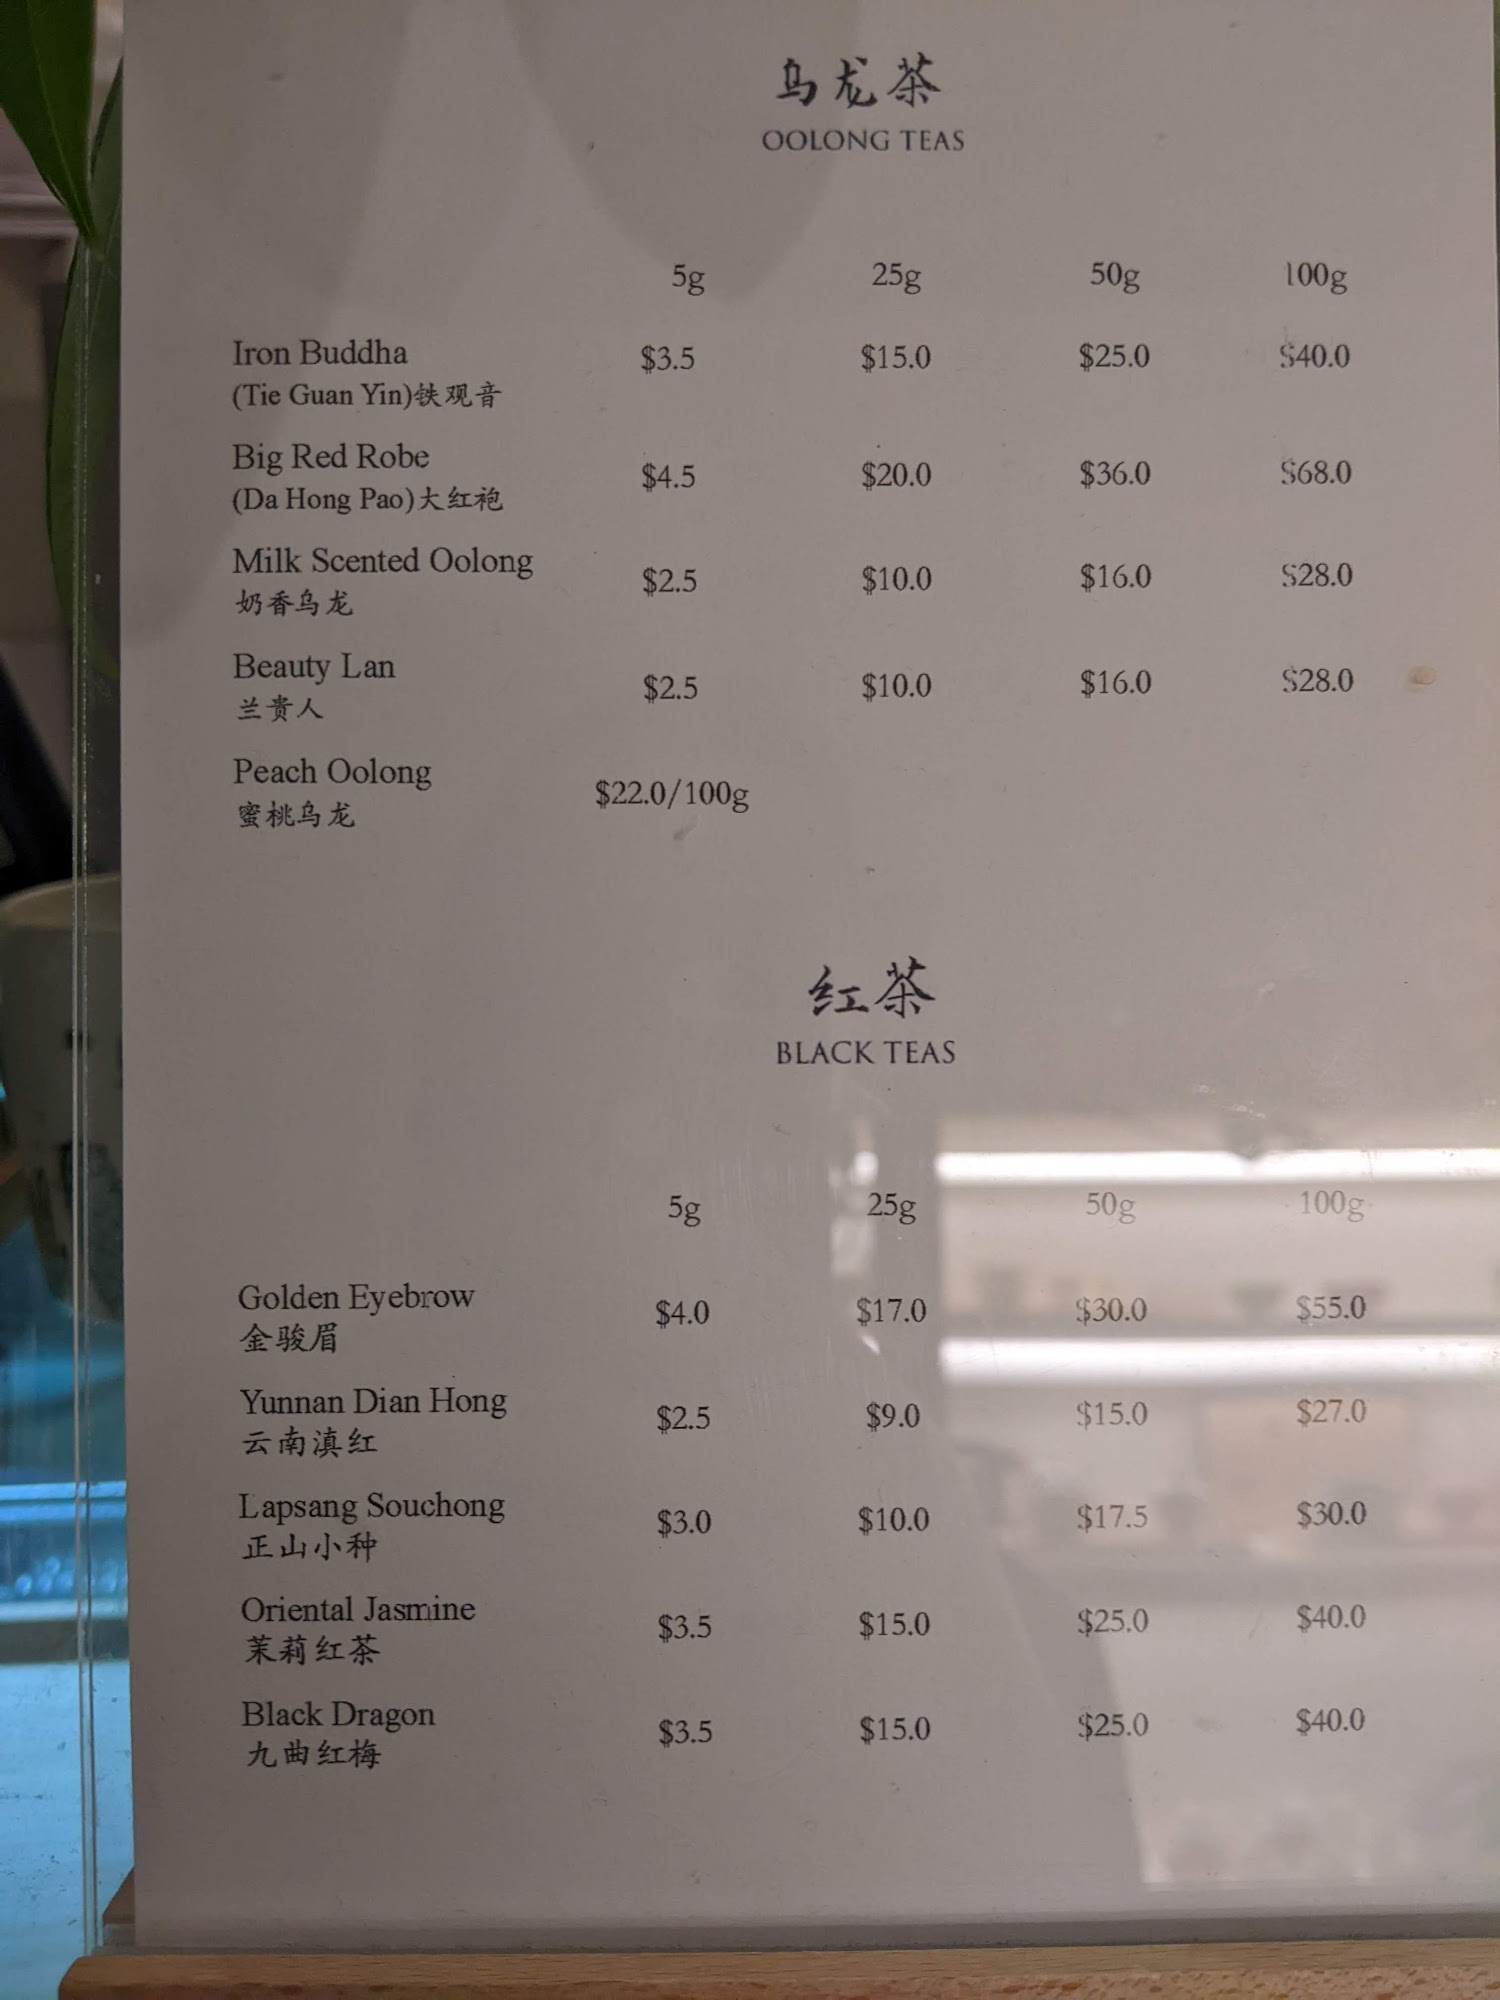 乌龙茶
OOLONG TEAS
5g 25g 50g 100g
Iron Buddha $3.5 $15.0 $25.0 $40.0
(Tie Guan Yin)铁观音
Big Red Robe $4.5 $20.0 $36.0 $68.0
(Da Hong Pao)大红袍
Milk Scented Oolong $2.5 $10.0 $16.0 $28.0
奶香乌龙
Beauty Lan $2.5 $10.0 $16.0 $28.0
兰贵人
Peach Oolong $22.0/100g
蜜桃乌龙
红茶
BLACK TEAS
5g 25g 50g 100g
Golden Eyebrow $4.0 $17.0 $30.0 $55.0
金骏眉
Yunnan Dian Hong $2.5 $9.0 $15.0 $27.0
云南滇红
Lapsang Souchong $3.0 $10.0 $17.5 $30.0
正山小种
Oriental Jasmine $3.5 $15.0 $25.0 $40.0
茉莉红茶
Black Dragon $3.5 $15.0 $25.0 $40.0
九曲红梅